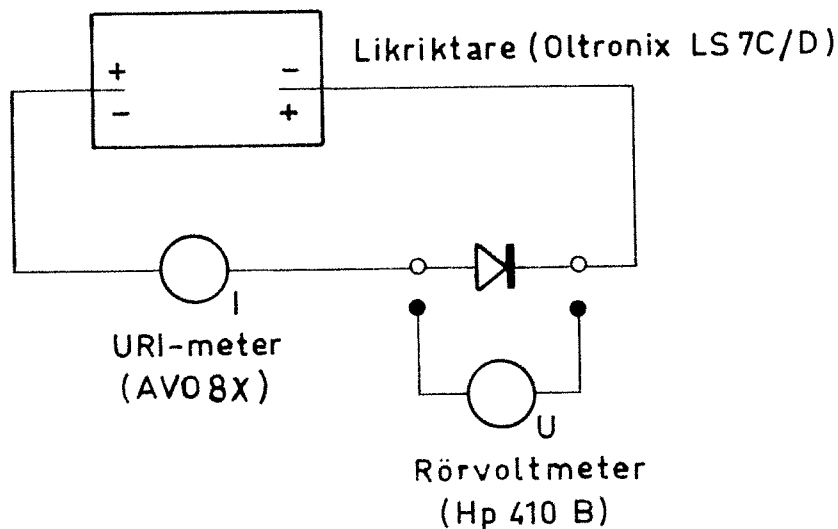 Likriktare (Oltronix LS 7C/D)
+ -
- +
I
URI-meter
(AVO 8X)
U
Rörvoltmeter
(Hp 410 B)